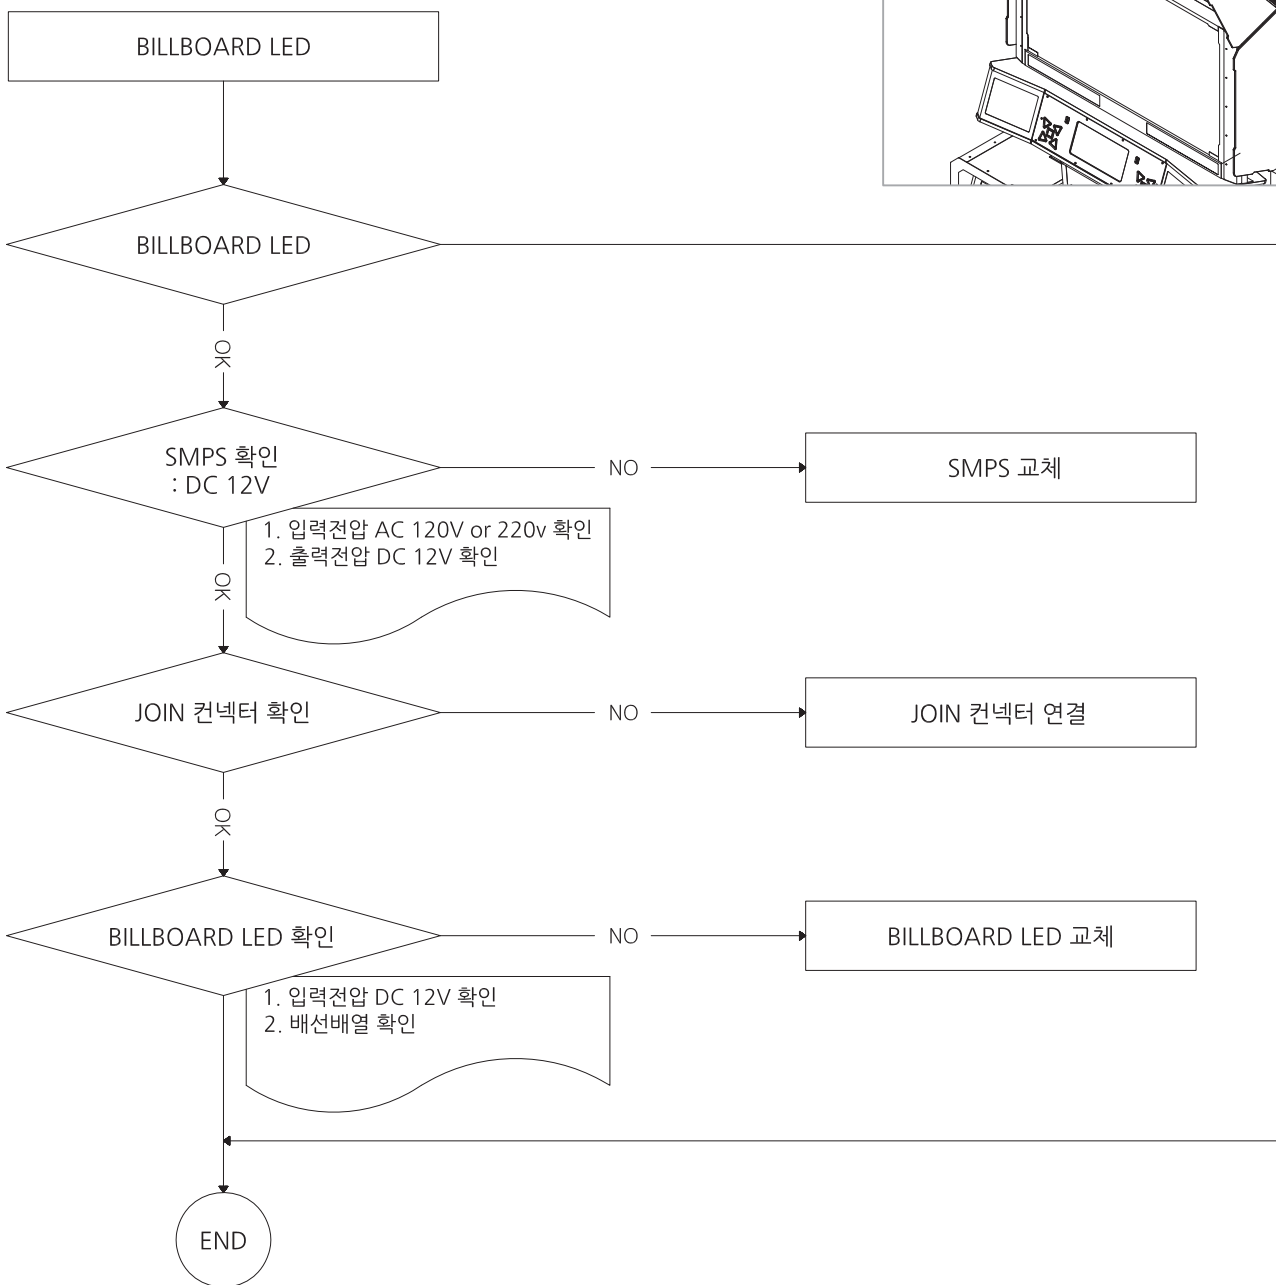 BILLBOARD LED
BILLBOARD LED
OK
SMPS 확인
: DC 12V
NO
SMPS 교체
1. 입력전압 AC 120V or 220v 확인
2. 출력전압 DC 12V 확인
OK
JOIN 컨넥터 확인
NO
JOIN 컨넥터 연결
OK
BILLBOARD LED 확인
NO
BILLBOARD LED 교체
1. 입력전압 DC 12V 확인
2. 배선배열 확인
END